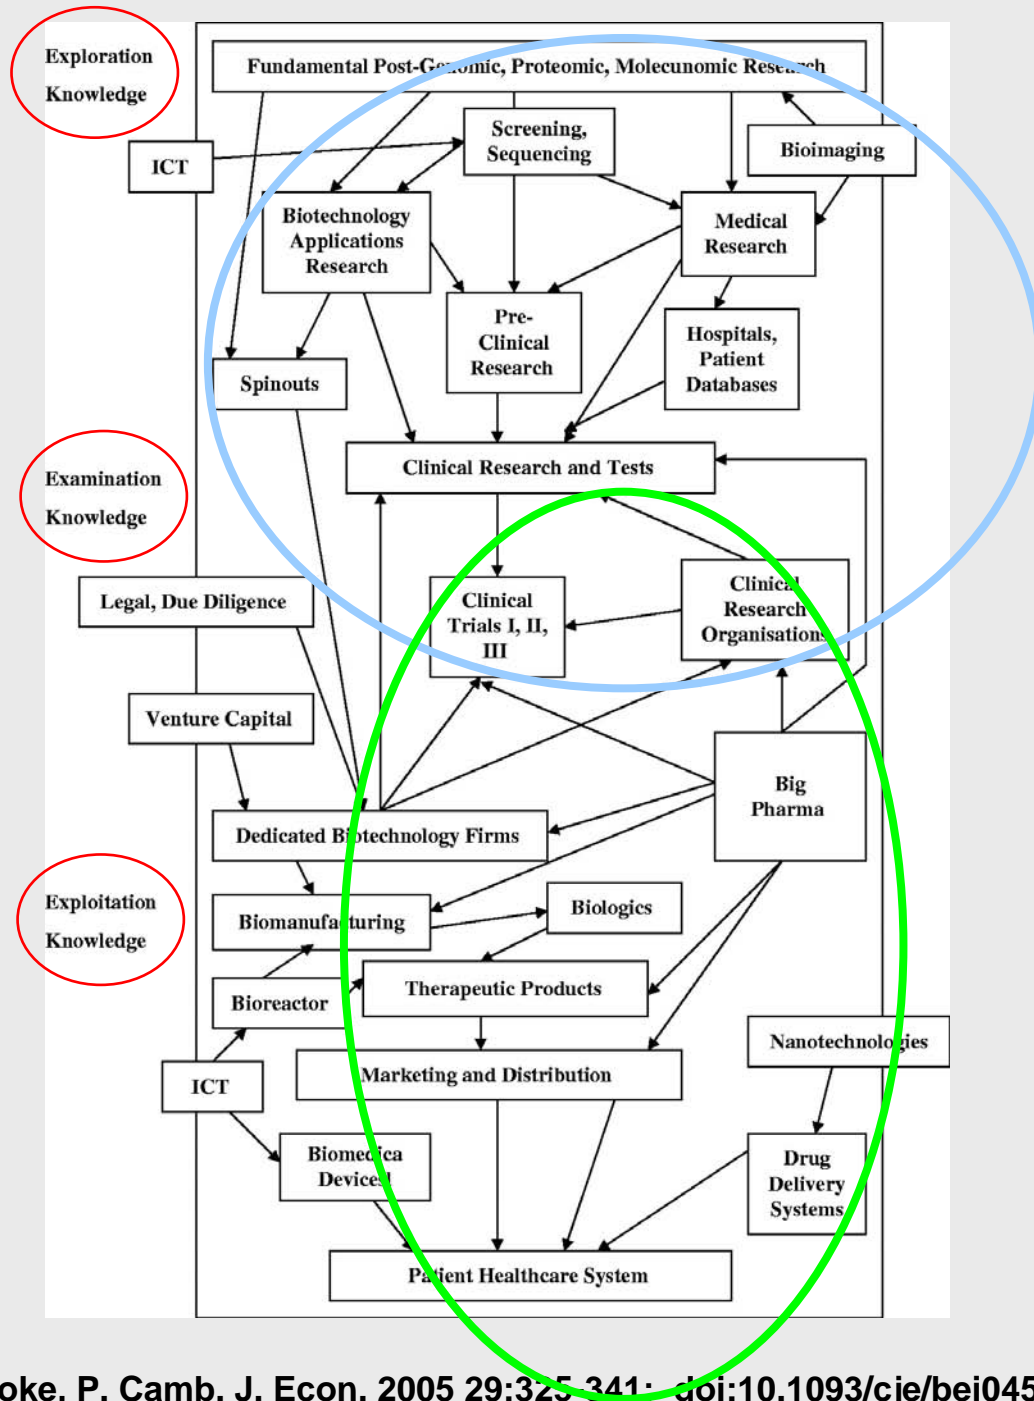 Exploration
Knowledge
Fundamental Post-Genomic, Proteomic, Molecunomic Research
Screening,
Sequencing
Bioimaging
ICT
Biotechnology
Applications
Research
Medical
Research
Pre-
Clinical
Research
Hospitals,
Patient
Databases
Spinouts
Clinical Research and Tests
Examination
Knowledge
Legal, Due Diligence
Clinical
Trials I, II,
III
Clinical
Research
Organisations
Venture Capital
Big
Pharma
Dedicated Biotechnology Firms
Exploitation
Knowledge
Biomanufacturing
Biologics
Therapeutic Products
Bioreactor
Nanotechnologies
Marketing and Distribution
ICT
Biomedica
Devicesl
Drug
Delivery
Systems
Patient Healthcare System
oke, P. Camb. J. Econ. 2005 29:325-341; doi:10.1093/cje/bei045